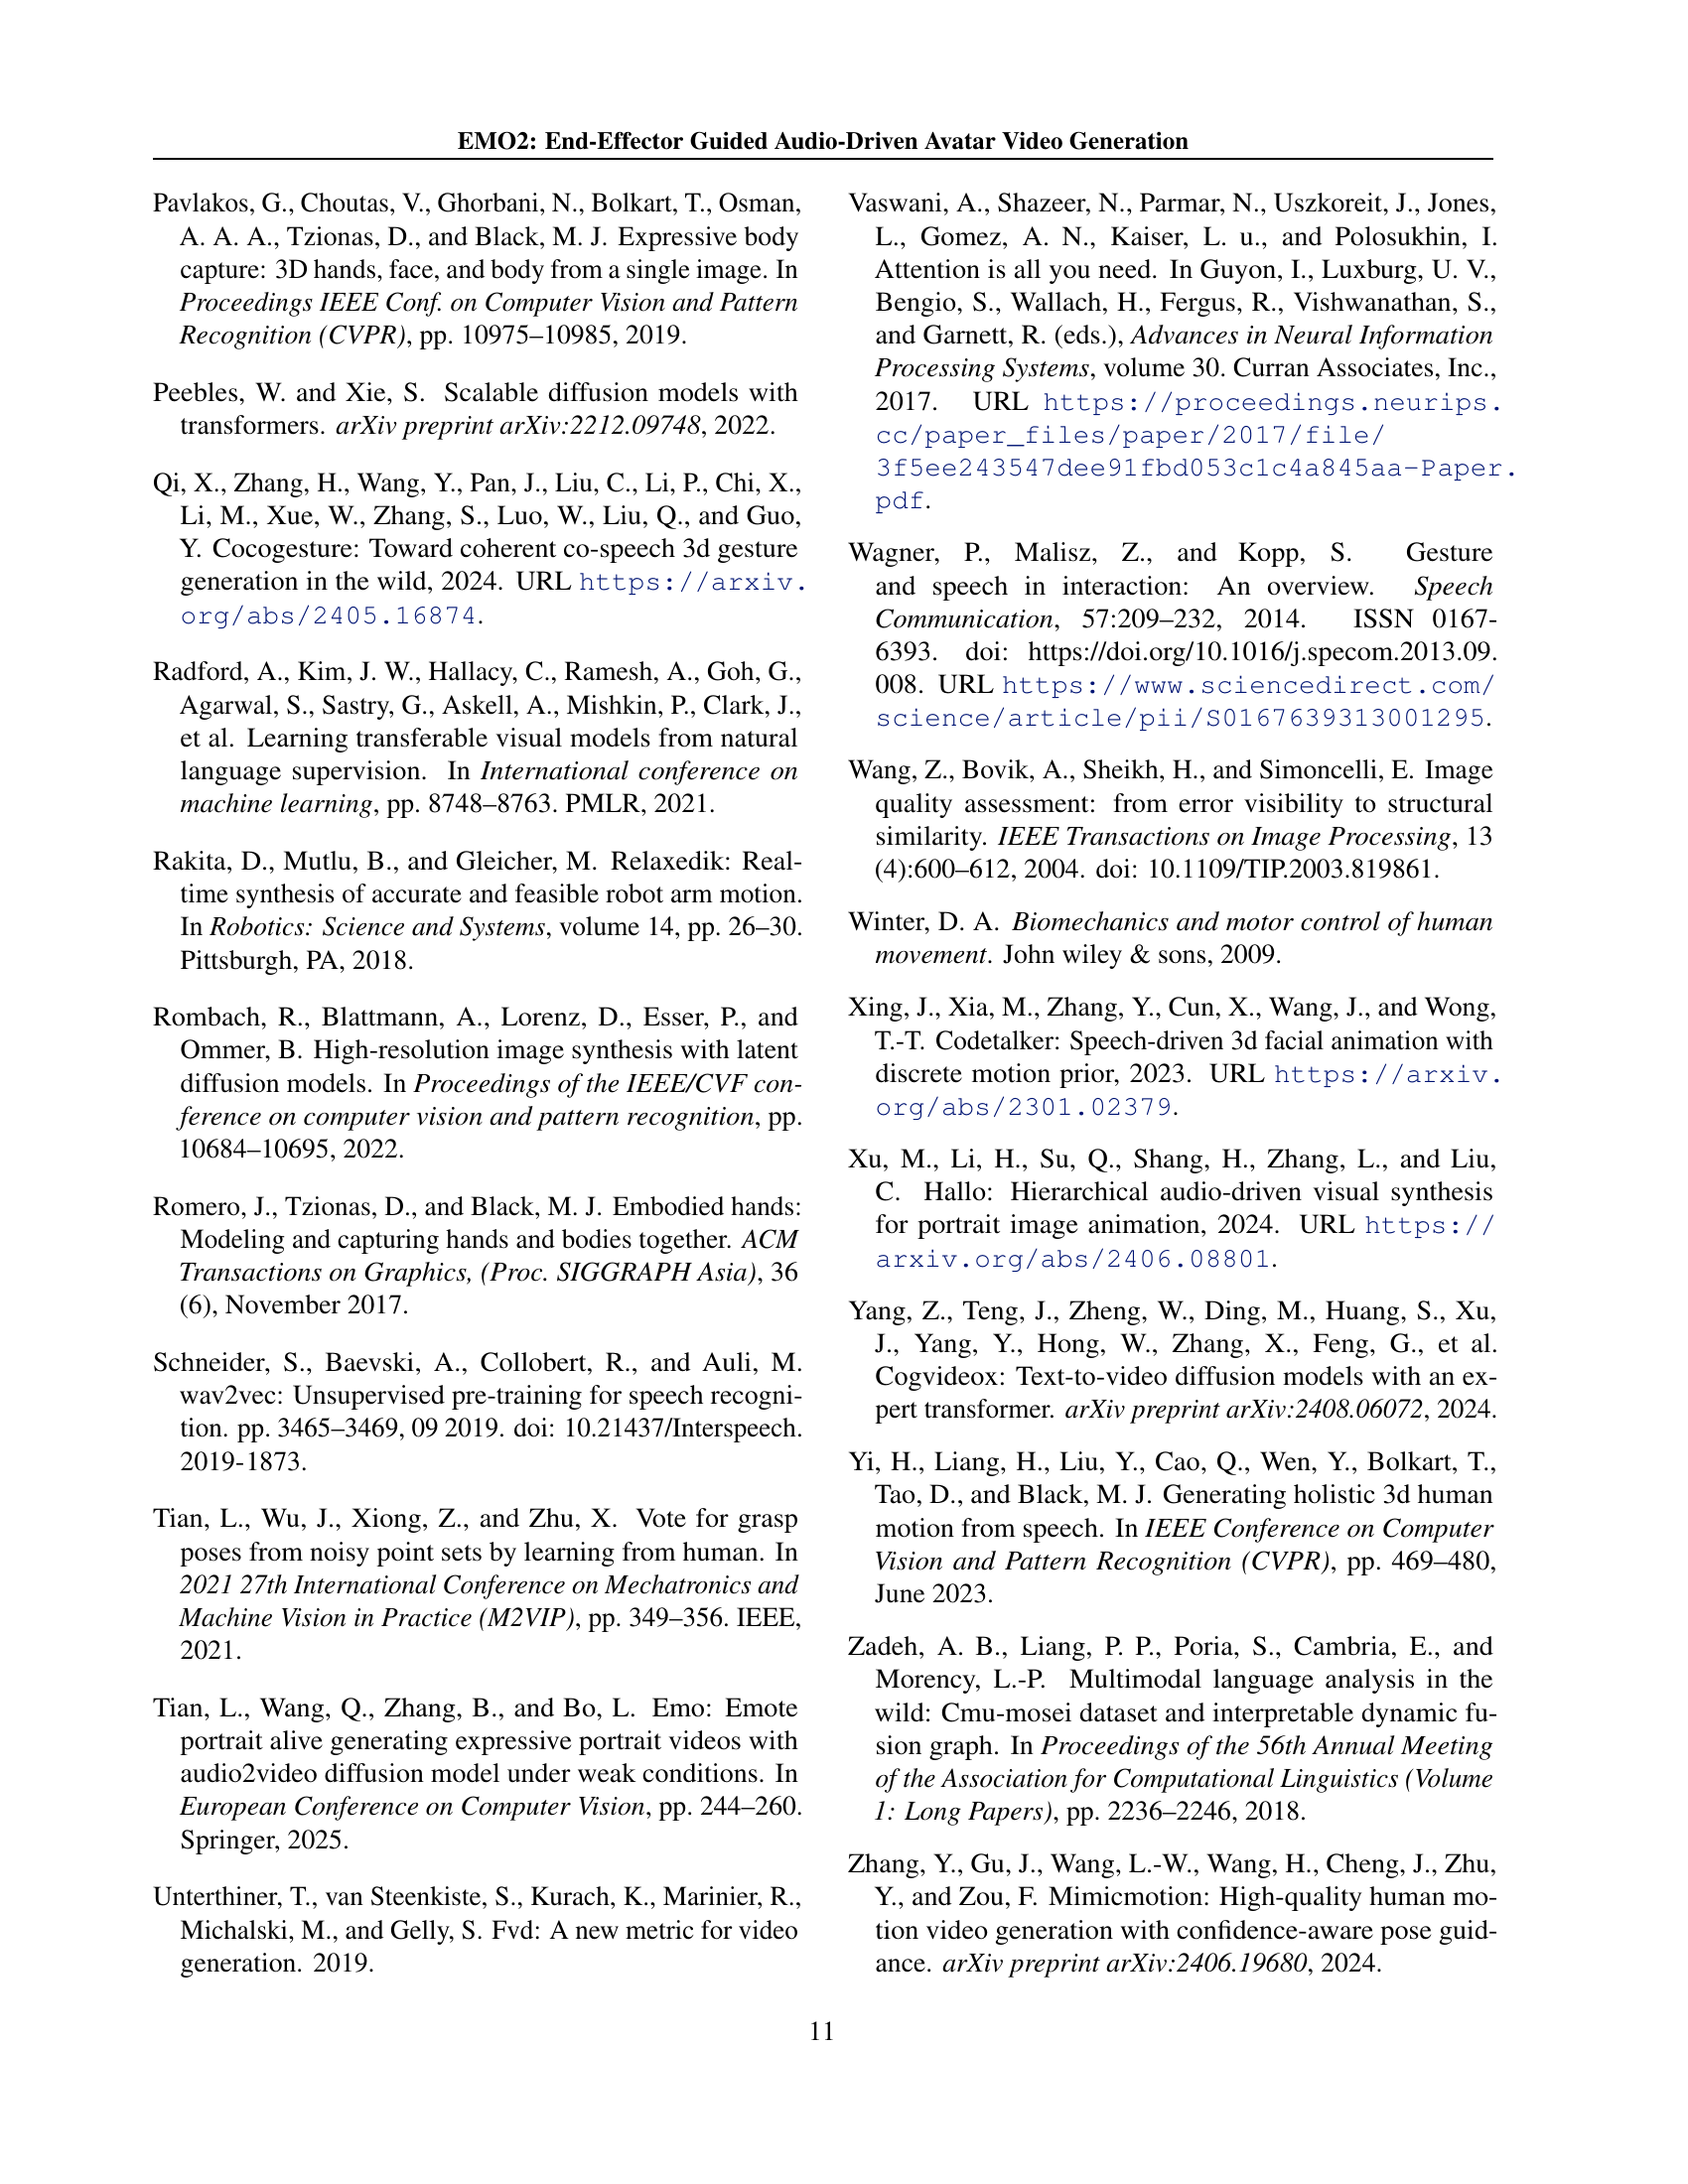 EMO2: End-Effector Guided Audio-Driven Avatar Video Generation
Pavlakos, G., Choutas, V., Ghorbani, N., Bolkart, T., Osman,
A. A. A., Tzionas, D., and Black, M. J. Expressive body
capture: 3D hands, face, and body from a single image. In
Proceedings IEEE Conf. on Computer Vision and Pattern
Recognition (CVPR), pp. 10975–10985, 2019.
Peebles, W. and Xie, S. Scalable diffusion models with
transformers. arXiv preprint arXiv:2212.09748, 2022.
Qi, X., Zhang, H., Wang, Y., Pan, J., Liu, C., Li, P., Chi, X.,
Li, M., Xue, W., Zhang, S., Luo, W., Liu, Q., and Guo,
Y. Cocogesture: Toward coherent co-speech 3d gesture
generation in the wild, 2024. URL https://arxiv.
org/abs/2405.16874.
Radford, A., Kim, J. W., Hallacy, C., Ramesh, A., Goh, G.,
Agarwal, S., Sastry, G., Askell, A., Mishkin, P., Clark, J.,
et al. Learning transferable visual models from natural
language supervision. In International conference on
machine learning, pp. 8748–8763. PMLR, 2021.
Rakita, D., Mutlu, B., and Gleicher, M. Relaxedik: Real-
time synthesis of accurate and feasible robot arm motion.
In Robotics: Science and Systems, volume 14, pp. 26–30.
Pittsburgh, PA, 2018.
Rombach, R., Blattmann, A., Lorenz, D., Esser, P., and
Ommer, B. High-resolution image synthesis with latent
diffusion models. In Proceedings of the IEEE/CVF con-
ference on computer vision and pattern recognition, pp.
10684–10695, 2022.
Romero, J., Tzionas, D., and Black, M. J. Embodied hands:
Modeling and capturing hands and bodies together. ACM
Transactions on Graphics, (Proc. SIGGRAPH Asia), 36
(6), November 2017.
Schneider, S., Baevski, A., Collobert, R., and Auli, M.
wav2vec: Unsupervised pre-training for speech recogni-
tion. pp. 3465–3469, 09 2019. doi: 10.21437/Interspeech.
2019-1873.
Tian, L., Wu, J., Xiong, Z., and Zhu, X. Vote for grasp
poses from noisy point sets by learning from human. In
2021 27th International Conference on Mechatronics and
Machine Vision in Practice (M2VIP), pp. 349–356. IEEE,
2021.
Tian, L., Wang, Q., Zhang, B., and Bo, L. Emo: Emote
portrait alive generating expressive portrait videos with
audio2video diffusion model under weak conditions. In
European Conference on Computer Vision, pp. 244–260.
Springer, 2025.
Unterthiner, T., van Steenkiste, S., Kurach, K., Marinier, R.,
Michalski, M., and Gelly, S. Fvd: A new metric for video
generation. 2019.
Vaswani, A., Shazeer, N., Parmar, N., Uszkoreit, J., Jones,
L., Gomez, A. N., Kaiser, L. u., and Polosukhin, I.
Attention is all you need. In Guyon, I., Luxburg, U. V.,
Bengio, S., Wallach, H., Fergus, R., Vishwanathan, S.,
and Garnett, R. (eds.), Advances in Neural Information
Processing Systems, volume 30. Curran Associates, Inc.,
2017. URL https://proceedings.neurips.
cc/paper_files/paper/2017/file/
3f5ee243547dee91fbd053c1c4a845aa-Paper.
pdf.
Wagner, P., Malisz, Z., and Kopp, S. Gesture
and speech in interaction: An overview. Speech
Communication, 57:209–232, 2014. ISSN 0167-
6393. doi: https://doi.org/10.1016/j.specom.2013.09.
008. URL https://www.sciencedirect.com/
science/article/pii/S0167639313001295.
Wang, Z., Bovik, A., Sheikh, H., and Simoncelli, E. Image
quality assessment: from error visibility to structural
similarity. IEEE Transactions on Image Processing, 13
(4):600–612, 2004. doi: 10.1109/TIP.2003.819861.
Winter, D. A. Biomechanics and motor control of human
movement. John wiley & sons, 2009.
Xing, J., Xia, M., Zhang, Y., Cun, X., Wang, J., and Wong,
T.-T. Codetalker: Speech-driven 3d facial animation with
discrete motion prior, 2023. URL https://arxiv.
org/abs/2301.02379.
Xu, M., Li, H., Su, Q., Shang, H., Zhang, L., and Liu,
C. Hallo: Hierarchical audio-driven visual synthesis
for portrait image animation, 2024. URL https://
arxiv.org/abs/2406.08801.
Yang, Z., Teng, J., Zheng, W., Ding, M., Huang, S., Xu,
J., Yang, Y., Hong, W., Zhang, X., Feng, G., et al.
Cogvideox: Text-to-video diffusion models with an ex-
pert transformer. arXiv preprint arXiv:2408.06072, 2024.
Yi, H., Liang, H., Liu, Y., Cao, Q., Wen, Y., Bolkart, T.,
Tao, D., and Black, M. J. Generating holistic 3d human
motion from speech. In IEEE Conference on Computer
Vision and Pattern Recognition (CVPR), pp. 469–480,
June 2023.
Zadeh, A. B., Liang, P. P., Poria, S., Cambria, E., and
Morency, L.-P. Multimodal language analysis in the
wild: Cmu-mosei dataset and interpretable dynamic fu-
sion graph. In Proceedings of the 56th Annual Meeting
of the Association for Computational Linguistics (Volume
1: Long Papers), pp. 2236–2246, 2018.
Zhang, Y., Gu, J., Wang, L.-W., Wang, H., Cheng, J., Zhu,
Y., and Zou, F. Mimicmotion: High-quality human mo-
tion video generation with confidence-aware pose guid-
ance. arXiv preprint arXiv:2406.19680, 2024.
11